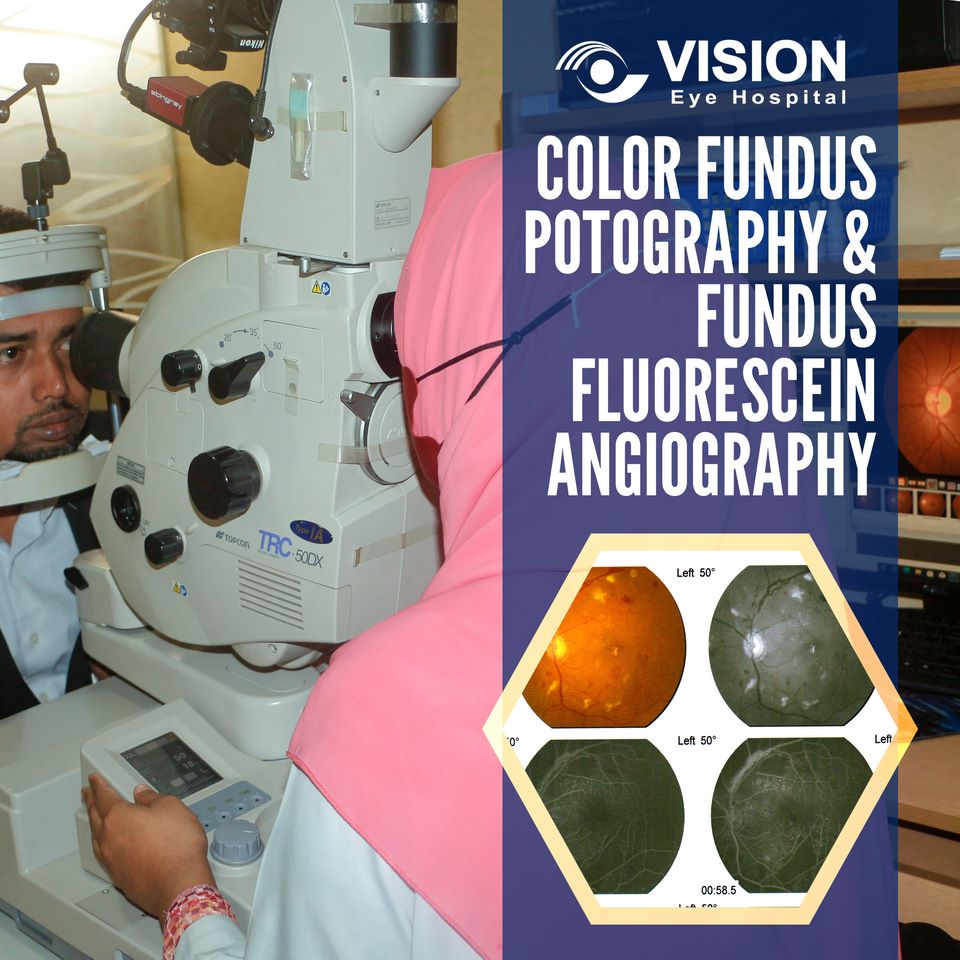 VISION
Eye Hospital
COLOR FUNDUS
POTOGRAPHY &
FUNDUS
FLUORESCEIN
ANGIOGRAPHY
Nikon
stingray
20°
35°
50°
Type IA
TOPCON TRC-50DX
Left 50°
Left 50°
Left
00:58.5